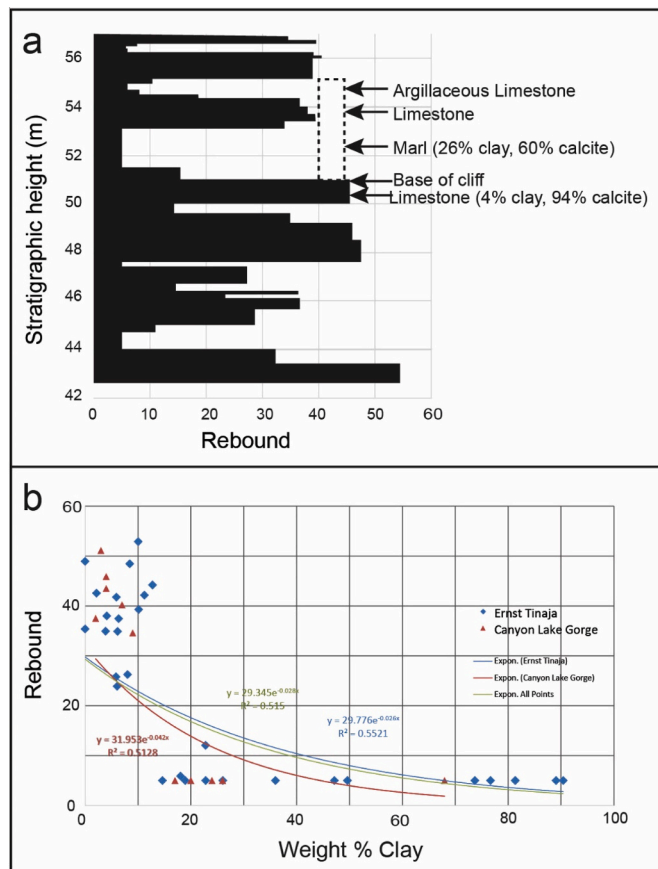 a
56
54
52
50
48
46
44
42
Stratigraphic height (m)
0 10 20 30 40 50 60
Rebound
Argillaceous Limestone
Limestone
Marl (26% clay, 60% calcite)
Base of cliff
Limestone (4% clay, 94% calcite)
b
60
40
20
0
Rebound
Ernst Tinaja
Canyon Lake Gorge
Expon. (Ernst Tinaja)
Expon. (Canyon Lake Gorge)
Expon. All Points
y = 29.345e^-0.028x
R² = 0.515
y = 29.776e^-0.026x
R² = 0.5521
y = 31.953e^-0.042x
R² = 0.5128
0 20 40 60 80 100
Weight % Clay